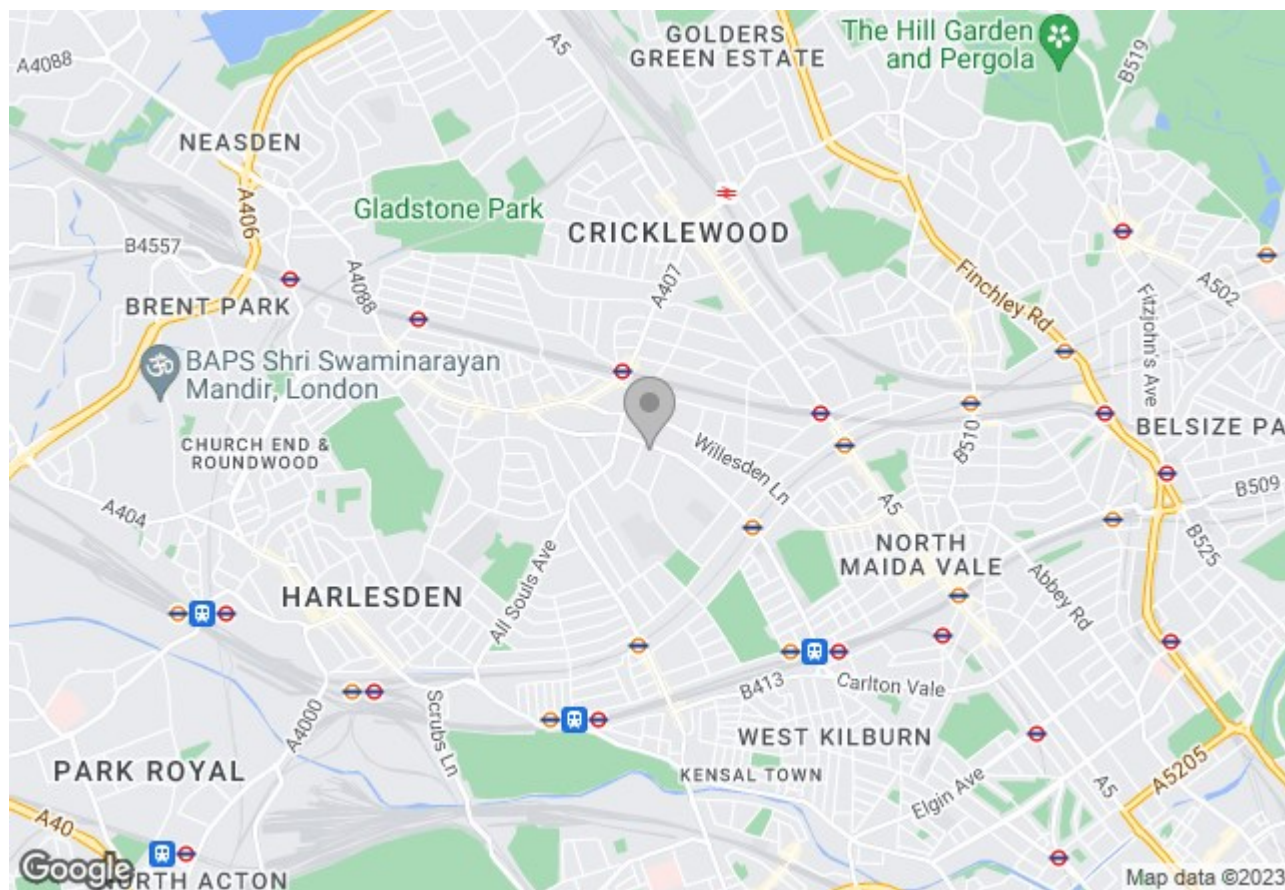 A4088
A5
GOLDERS
GREEN ESTATE
The Hill Garden
and Pergola
B519
NEASDEN
A406
Gladstone Park
CRICKLEWOOD
B4557
A4088
A407
Finchley Rd
A502
BRENT PARK
Fitzjohn's Ave
BAPS Shri Swaminarayan
Mandir, London
CHURCH END &
ROUNDWOOD
Willesden Ln
B510
BELSIZE PA
A404
A5
B509
B525
NORTH
MAIDA VALE
Abbey Rd
All Souls Ave
HARLESDEN
B413
Carlton Vale
Scrubs Ln
A4000
WEST KILBURN
PARK ROYAL
KENSAL TOWN
Elgin Ave
A5
A5205
A40
Google
NORTH ACTON
Map data ©2023